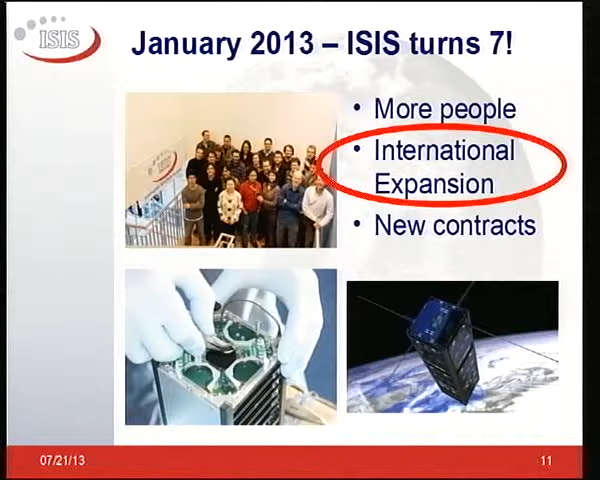 ISIS
January 2013 – ISIS turns 7!
• More people
• International
Expansion
• New contracts
07/21/13
11